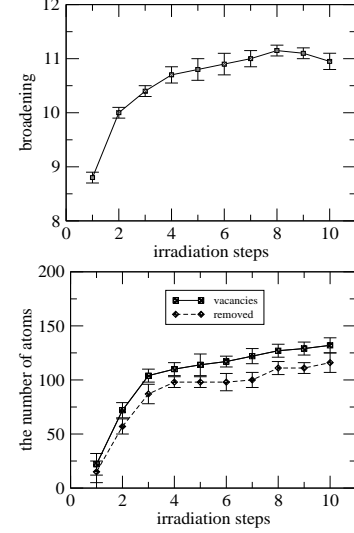 12
11
broadening
10
9
8
0 2 4 6 8 10
irradiation steps
200
vacancies
removed
150
the number of atoms
100
50
0
0 2 4 6 8 10
irradiation steps